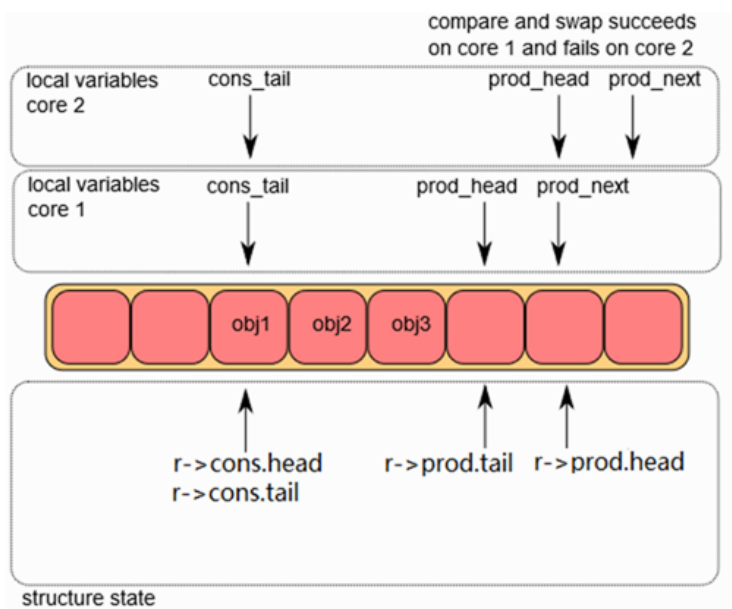 compare and swap succeeds
on core 1 and fails on core 2
local variables
core 2
cons_tail
prod_head
prod_next
local variables
core 1
cons_tail
prod_head
prod_next
obj1
obj2
obj3
r->cons.head
r->cons.tail
r->prod.tail
r->prod.head
structure state